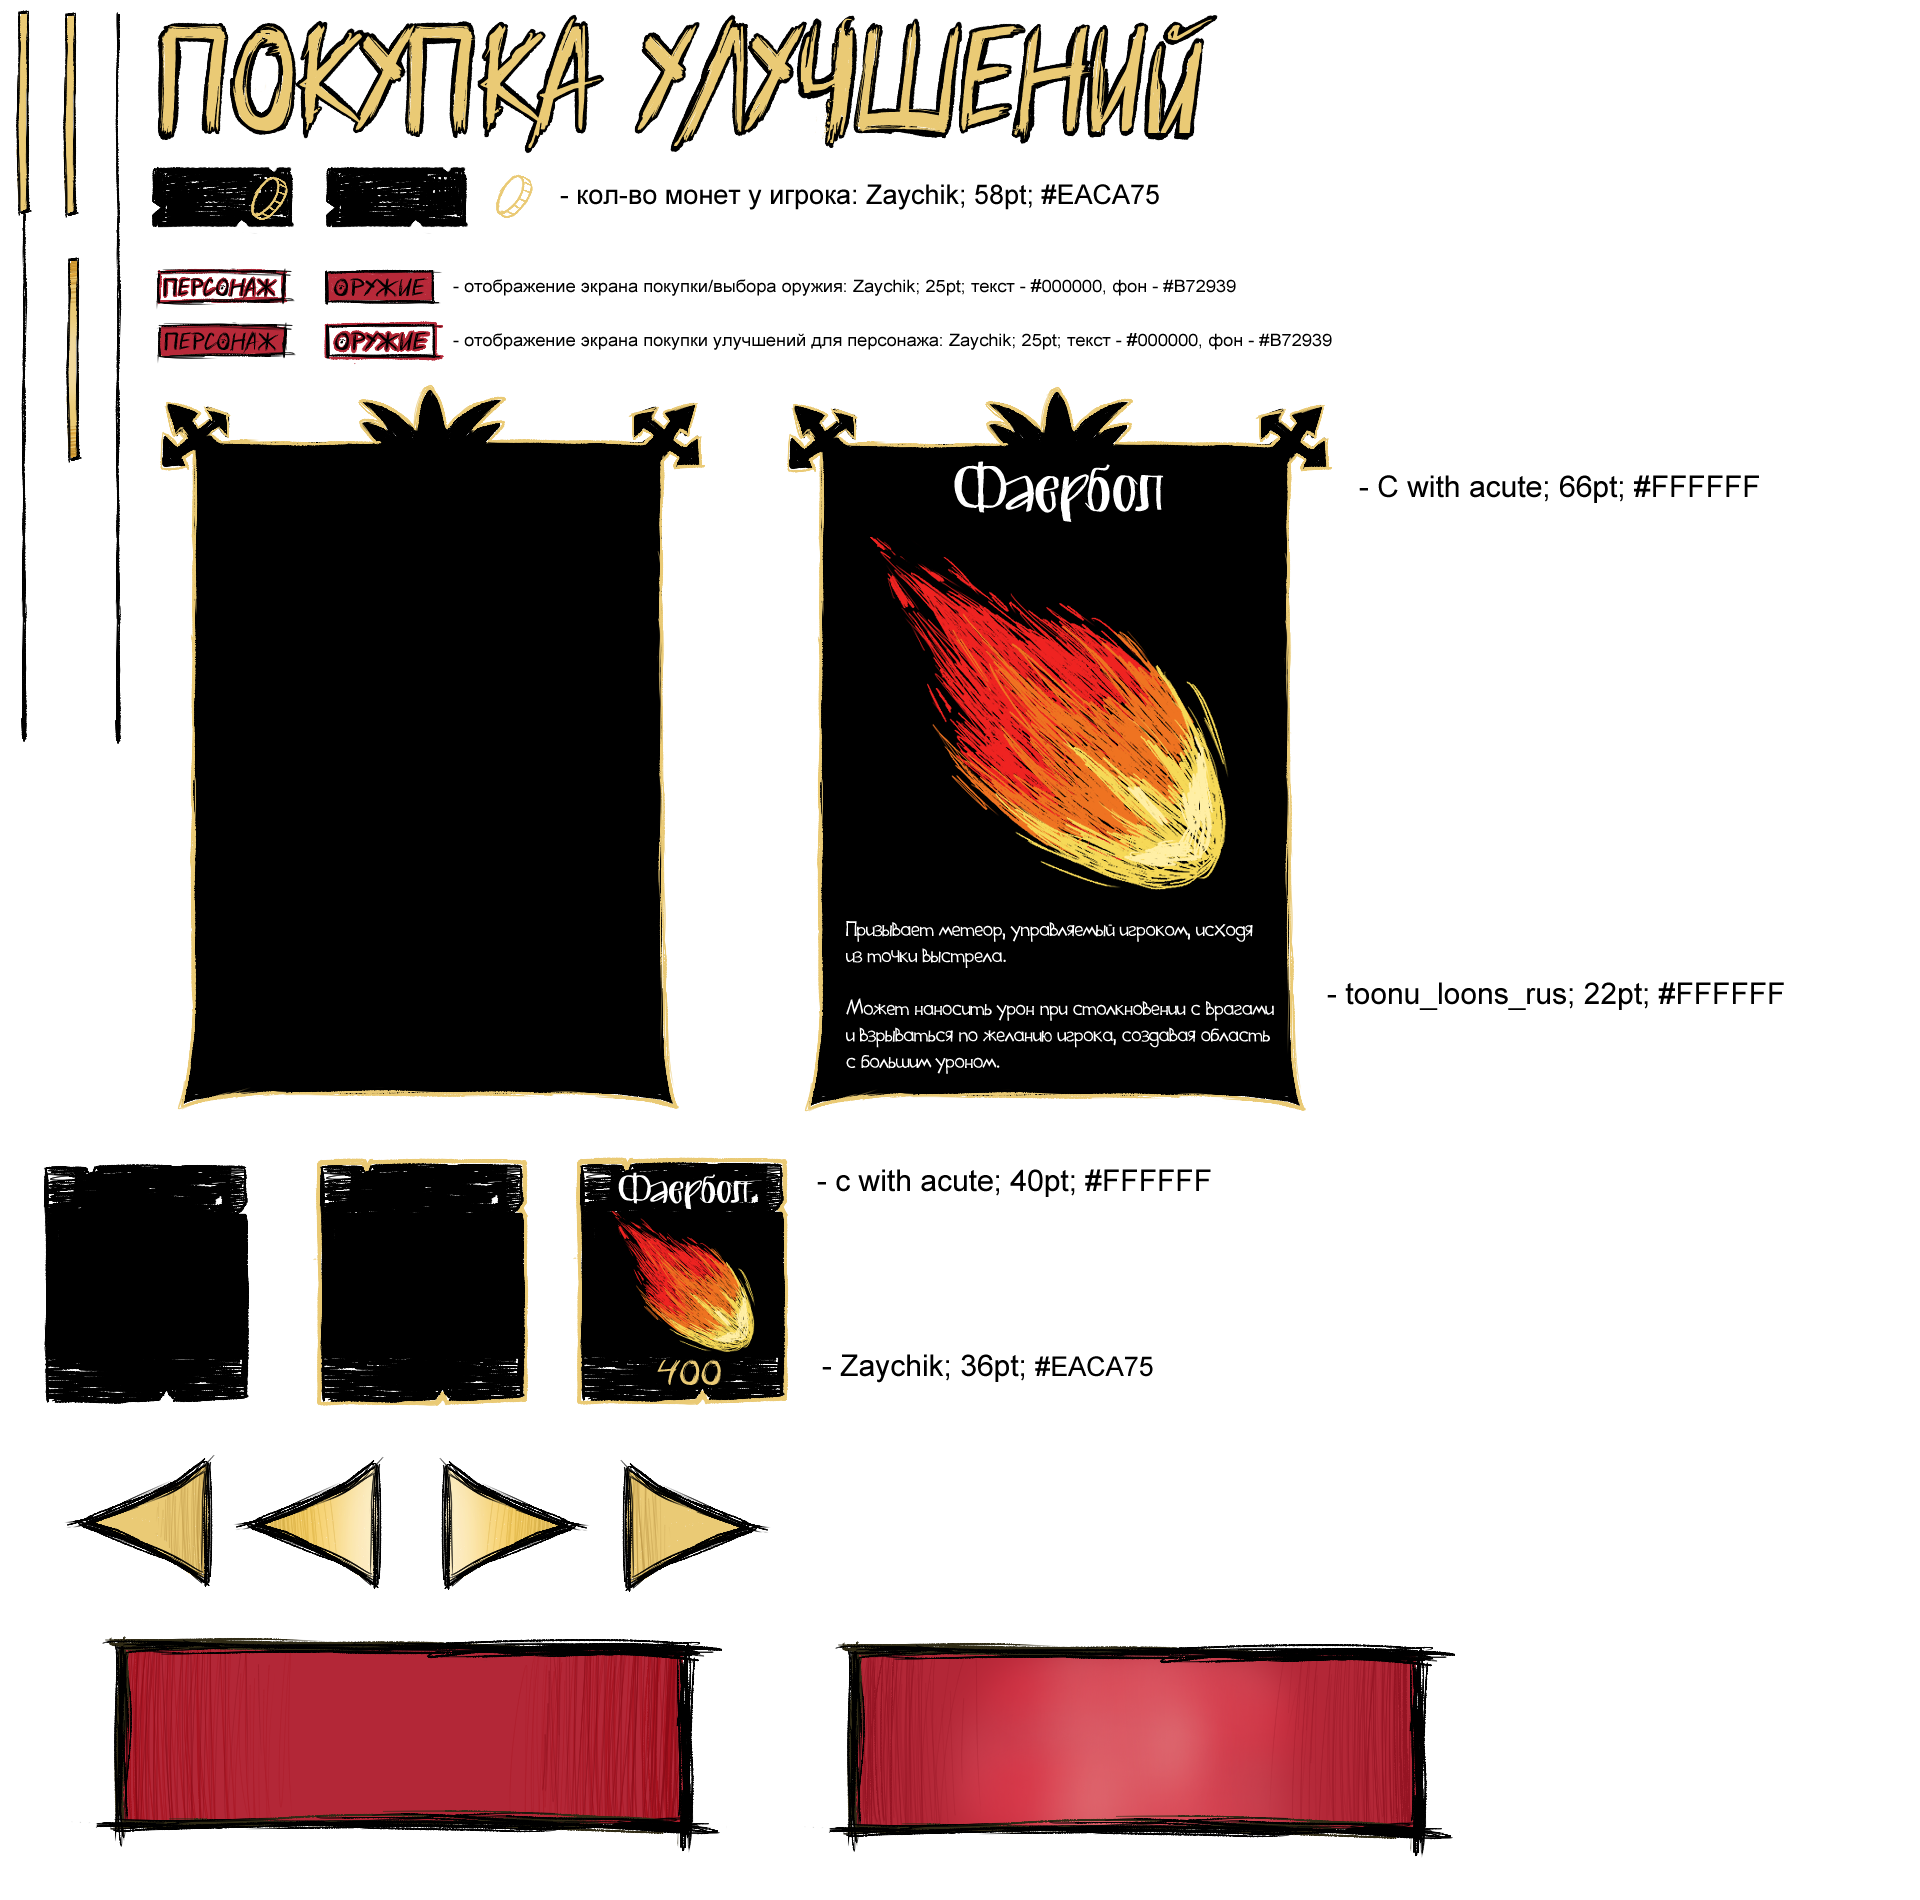 ПОКУПКА УЛУЧШЕНИЙ
- кол-во монет у игрока: Zaychik; 58pt; #EACA75
ПЕРСОНАЖ ОРУЖИЕ - отображение экрана покупки/выбора оружия: Zaychik; 25pt; текст - #000000, фон - #B72939
ПЕРСОНАЖ ОРУЖИЕ - отображение экрана покупки улучшений для персонажа: Zaychik; 25pt; текст - #000000, фон - #B72939
Фаербол - C with acute; 66pt; #FFFFFF
Призывает метеор, управляемый игроком, исходя
из точки выстрела.
- toonu_loons_rus; 22pt; #FFFFFF
Может наносить урон при столкновении с врагами
и взрываться по желанию игрока, создавая область
с большим уроном.
Фаербол - c with acute; 40pt; #FFFFFF
400 - Zaychik; 36pt; #EACA75